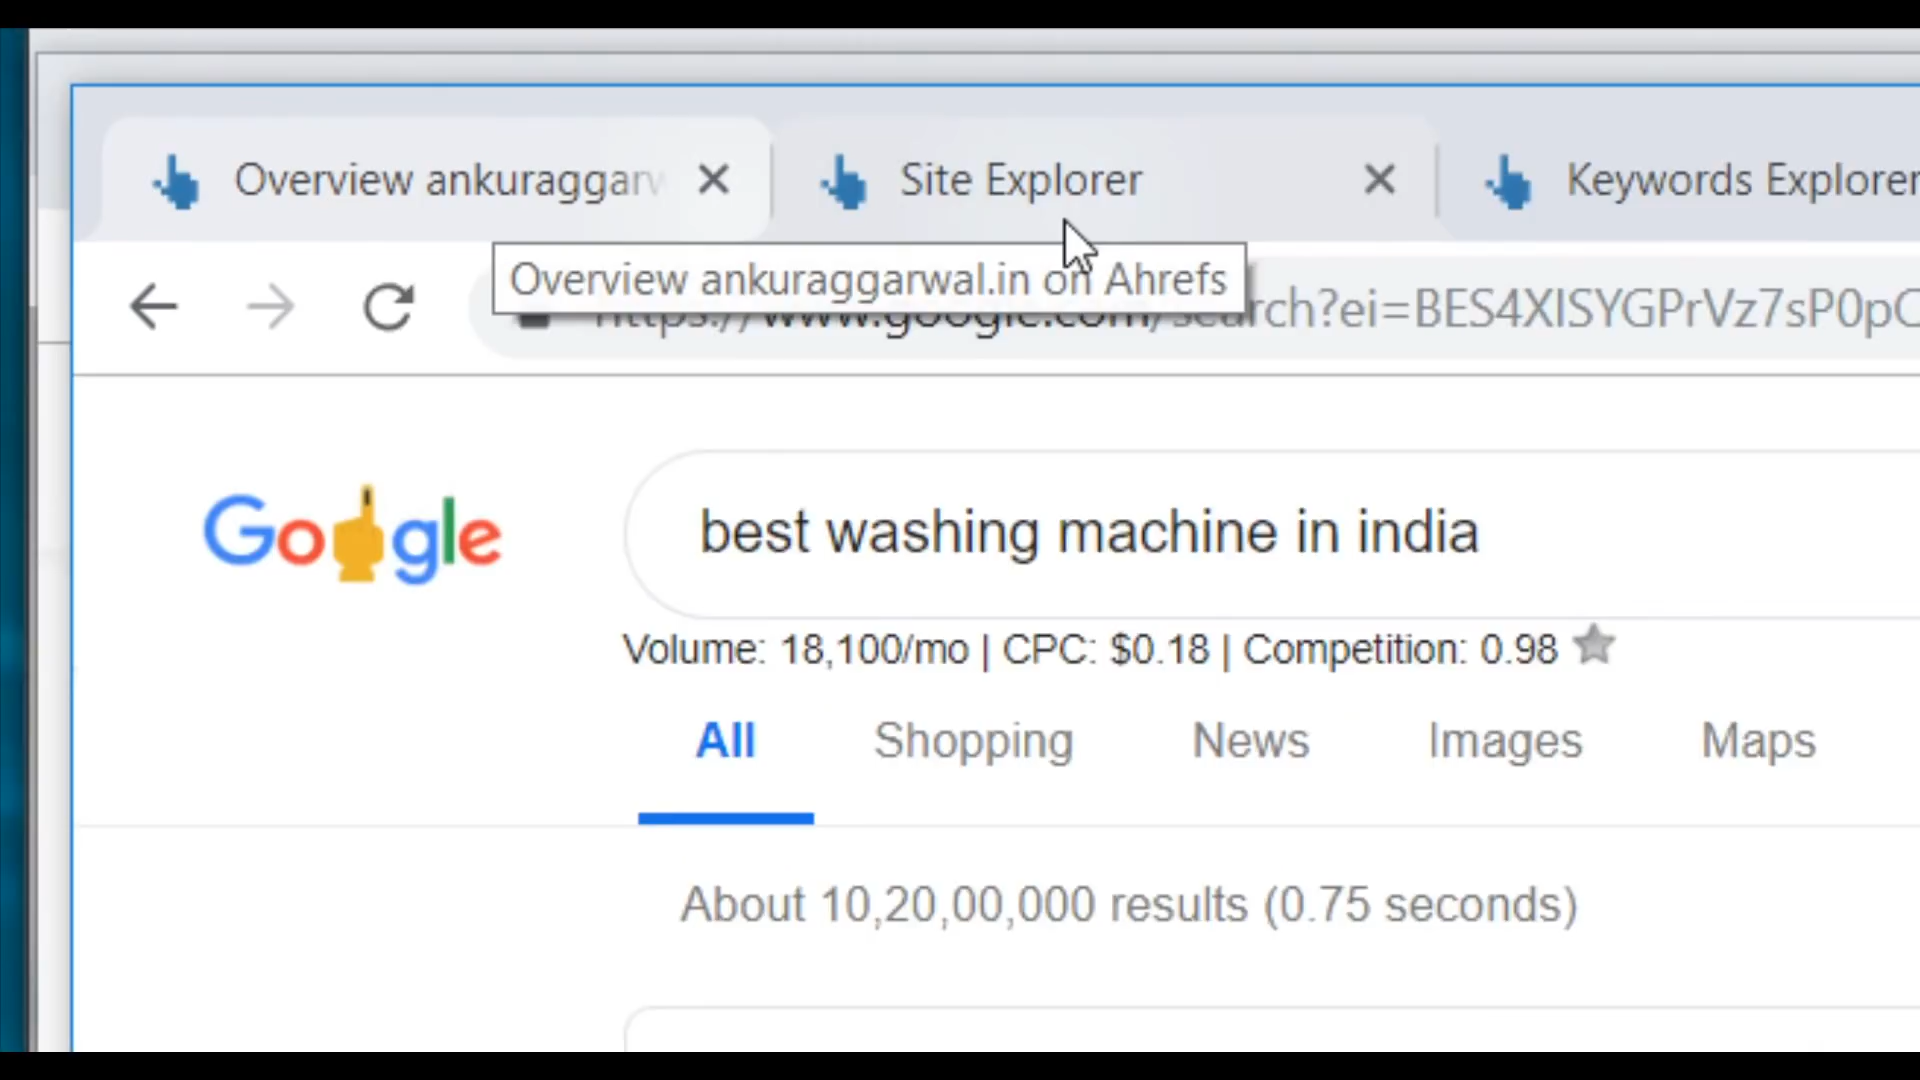 Overview ankuraggarw
Site Explorer
Keywords Explorer
Overview ankuraggarwal.in on Ahrefs
https://www.google.com/search?ei=BES4XISYGPrVz7sP0pC
Google
best washing machine in india
Volume: 18,100/mo | CPC: $0.18 | Competition: 0.98
All
Shopping
News
Images
Maps
About 10,20,00,000 results (0.75 seconds)